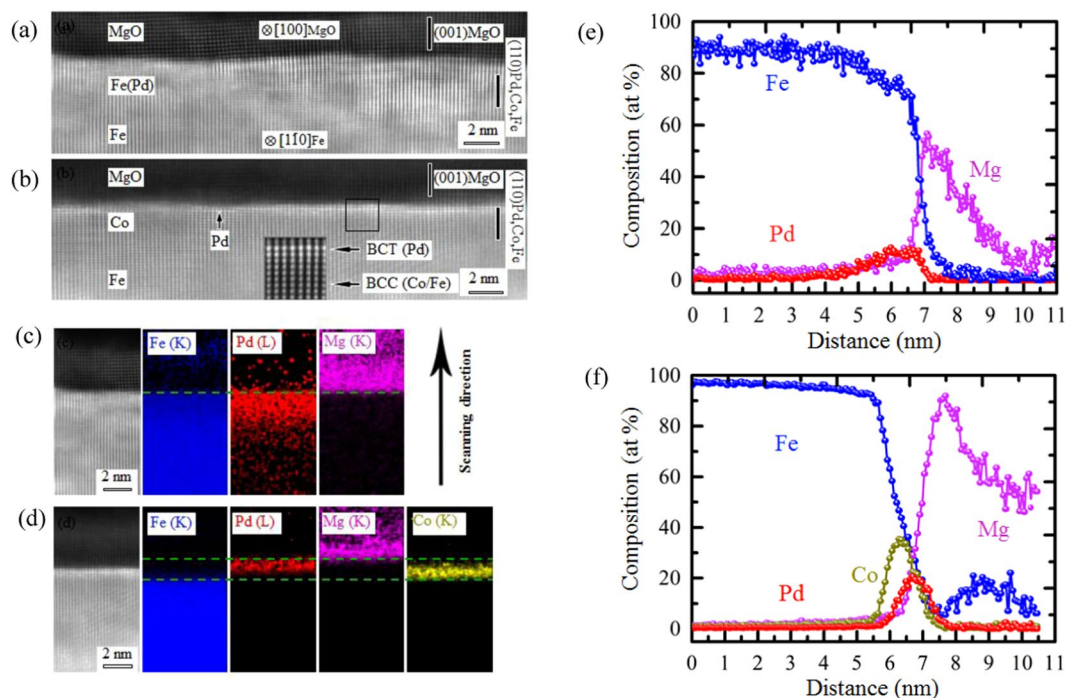 (a)
(a)
MgO
⊗[100]MgO
(001)MgO
Fe(Pd)
Fe
⊗[11̄0]Fe
2 nm
(110)Pd,Co,Fe
(b)
(b)
MgO
(001)MgO
Co
Pd
BCT (Pd)
BCC (Co/Fe)
Fe
2 nm
(110)Pd,Co,Fe
(c)
(c)
Fe (K)
Pd (L)
Mg (K)
2 nm
Scanning direction
(d)
(d)
Fe (K)
Pd (L)
Mg (K)
Co (K)
2 nm
(e)
Composition (at %)
100
80
60
40
20
0
Fe
Mg
Pd
0 1 2 3 4 5 6 7 8 9 10 11
Distance (nm)
(f)
Composition (at %)
100
80
60
40
20
0
Fe
Mg
Co
Pd
0 1 2 3 4 5 6 7 8 9 10 11
Distance (nm)